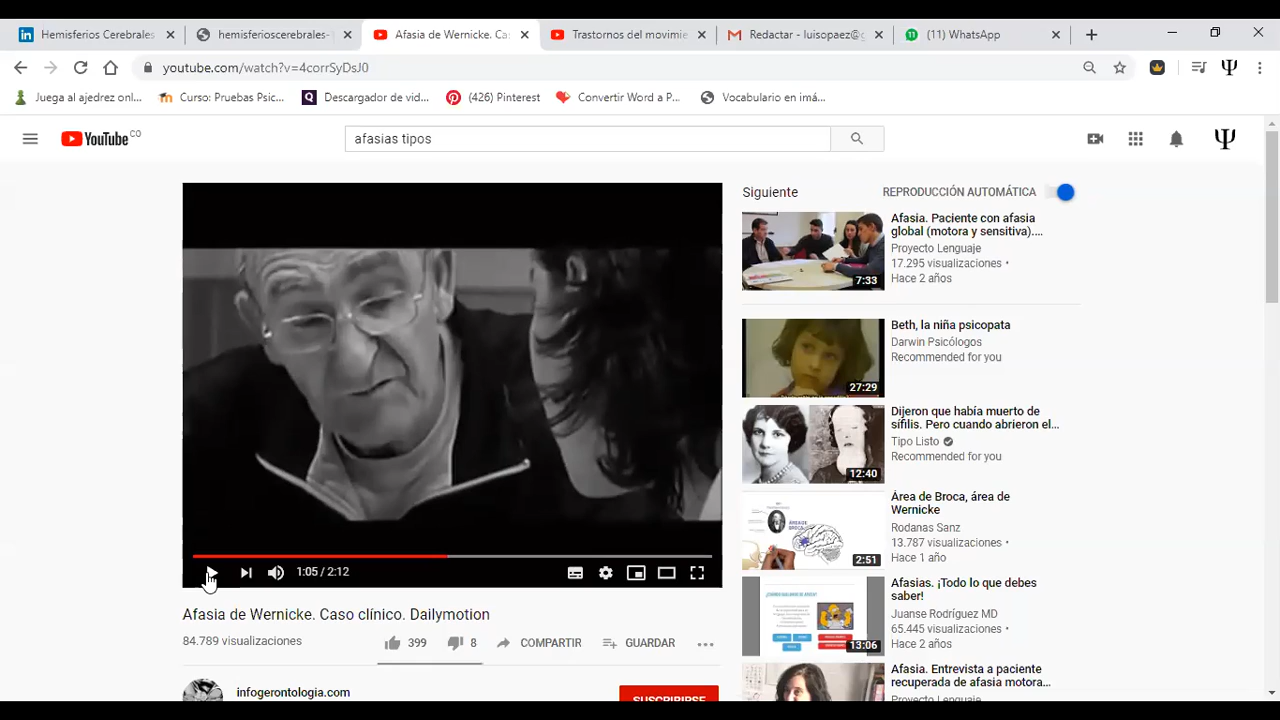 Hemisferios Cerebrales
hemisferioscerebrales-
Afasia de Wernicke. Ca
Trastornos del movimie
Redactar - luisopaez@g
(11) WhatsApp
youtube.com/watch?v=4corrSyDsJ0
Juega al ajedrez onl...
Curso: Pruebas Psic...
Descargador de vid...
(426) Pinterest
Convertir Word a P...
Vocabulario en imá...
YouTube CO
afasias tipos
Siguiente
REPRODUCCIÓN AUTOMÁTICA
Afasia. Paciente con afasia
global (motora y sensitiva)....
Proyecto Lenguaje
17.295 visualizaciones •
Hace 2 años
7:33
Beth, la niña psicopata
Darwin Psicólogos
Recommended for you
27:29
Dijeron que había muerto de
sífilis. Pero cuando abrieron el...
Tipo Listo
Recommended for you
12:40
Área de Broca, área de
Wernicke
Rodanas Sanz
13.787 visualizaciones •
Hace 1 año
2:51
Afasias. ¡Todo lo que debes
saber!
Juanse Rodríguez MD
65.445 visualizaciones •
Hace 2 años
13:06
Afasia. Entrevista a paciente
recuperada de afasia motora...
1:05 / 2:12
Afasia de Wernicke. Caso clínico. Dailymotion
84.789 visualizaciones
399
8
COMPARTIR
GUARDAR
infogerontologia.com
SUSCRIBIRSE
Proyecto Lenguaje